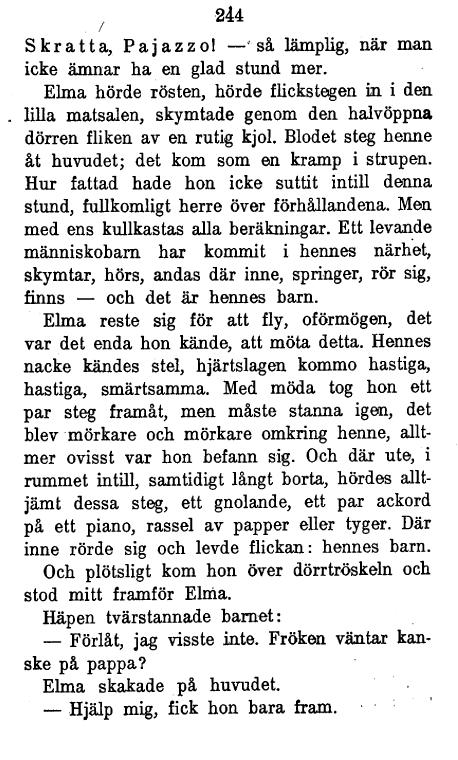 244
Skratta, Pajazzo! — så lämplig, när man
icke ämnar ha en glad stund mer.
Elma hörde rösten, hörde flickstegen in i den
lilla matsalen, skymtade genom den halvöppna
dörren fliken av en rutig kjol. Blodet steg henne
åt huvudet; det kom som en kramp i strupen.
Hur fattad hade hon icke suttit intill denna
stund, fullkomligt herre över förhållandena. Men
med ens kullkastas alla beräkningar. Ett levande
människobarn har kommit i hennes närhet,
skymtar, hörs, andas där inne, springer, rör sig,
finns — och det är hennes barn.
Elma reste sig för att fly, oförmögen, det
var det enda hon kände, att möta detta. Hennes
nacke kändes stel, hjärtslagen kommo hastiga,
hastiga, smärtsamma. Med möda tog hon ett
par steg framåt, men måste stanna igen, det
blev mörkare och mörkare omkring henne, allt-
mer ovisst var hon befann sig. Och där ute, i
rummet intill, samtidigt långt borta, hördes allt-
jämt dessa steg, ett gnolande, ett par ackord
på ett piano, rassel av papper eller tyger. Där
inne rörde sig och levde flickan: hennes barn.
Och plötsligt kom hon över dörrtröskeln och
stod mitt framför Elma.
Häpen tvärstannade barnet:
— Förlåt, jag visste inte. Fröken väntar kan-
ske på pappa?
Elma skakade på huvudet.
— Hjälp mig, fick hon bara fram.